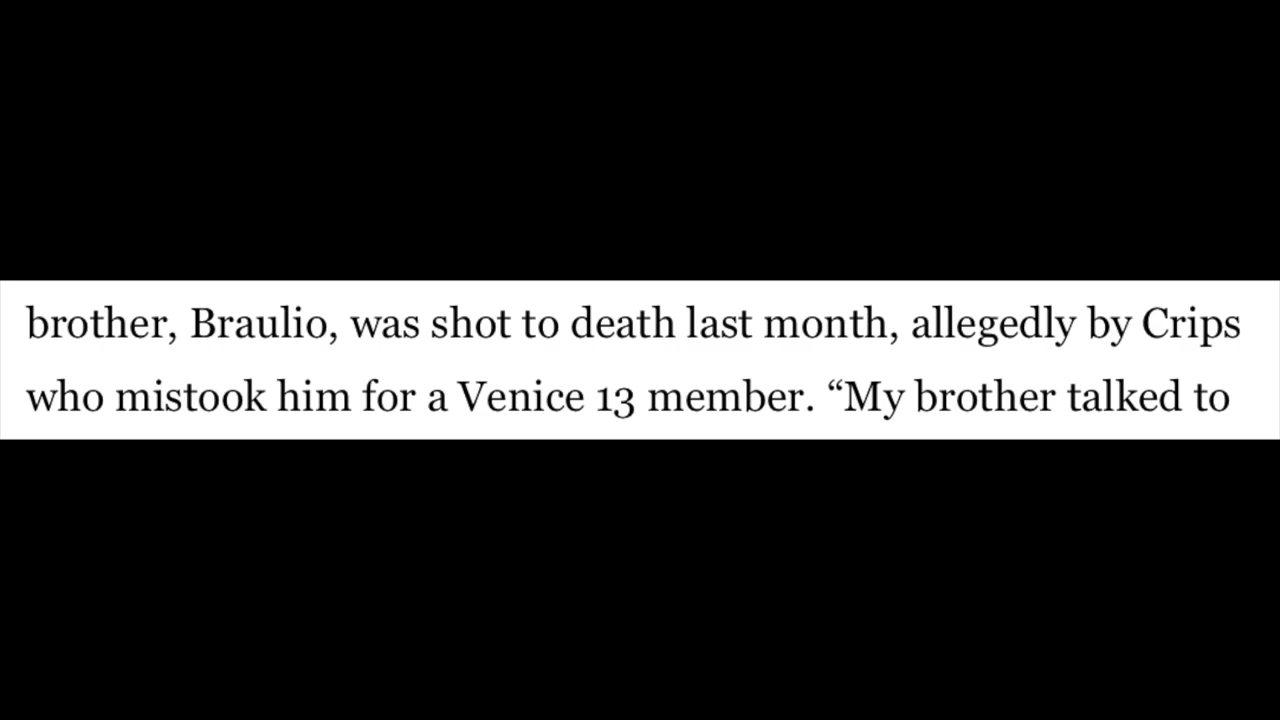 brother, Braulio, was shot to death last month, allegedly by Crips
who mistook him for a Venice 13 member. “My brother talked to